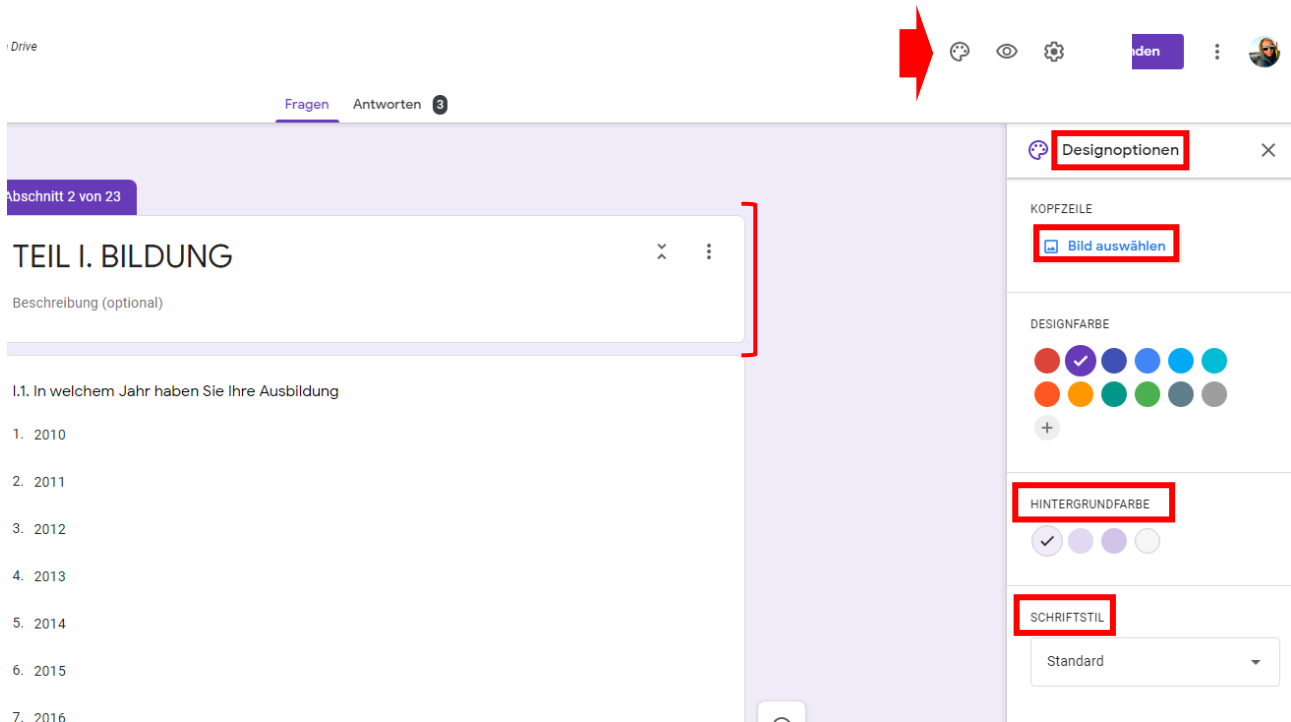 Drive
nden
Fragen Antworten 3
Designoptionen
Abschnitt 2 von 23
KOPFZEILE
TEIL I. BILDUNG
Bild auswählen
Beschreibung (optional)
DESIGNFARBE
I.1. In welchem Jahr haben Sie Ihre Ausbildung
1. 2010
2. 2011
HINTERGRUNDFARBE
3. 2012
4. 2013
5. 2014
SCHRIFTSTIL
6. 2015
Standard
7. 2016